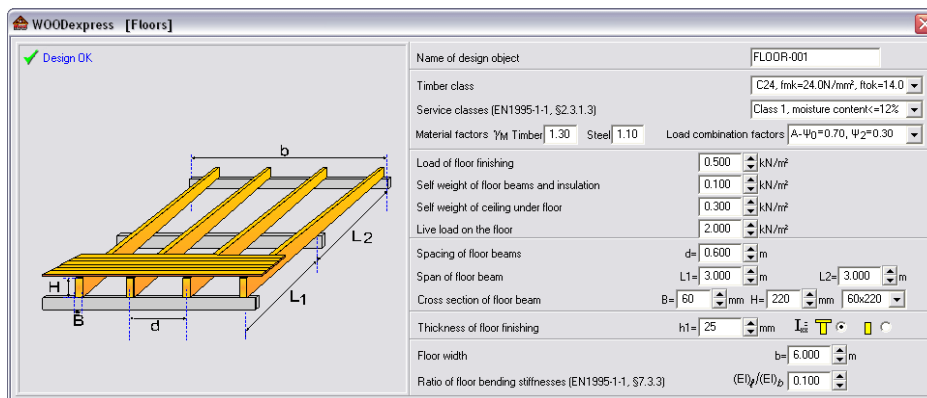 WOODexpress [Floors]
Design OK
b
L2
L1
H
B
d
Name of design object FLOOR-001
Timber class C24, fmk=24.0N/mm², ftok=14.0
Service classes (EN1995-1-1, §2.3.1.3) Class 1, moisture content<=12%
Material factors γM Timber 1.30 Steel 1.10 Load combination factors A-Ψ0=0.70, Ψ2=0.30
Load of floor finishing 0.500 kN/m²
Self weight of floor beams and insulation 0.100 kN/m²
Self weight of ceiling under floor 0.300 kN/m²
Live load on the floor 2.000 kN/m²
Spacing of floor beams d= 0.600 m
Span of floor beam L1= 3.000 m L2= 3.000 m
Cross section of floor beam B= 60 mm H= 220 mm 60x220
Thickness of floor finishing h1= 25 mm
Floor width b= 6.000 m
Ratio of floor bending stiffnesses (EN1995-1-1, §7.3.3) (EI)ℓ/(EI)b 0.100